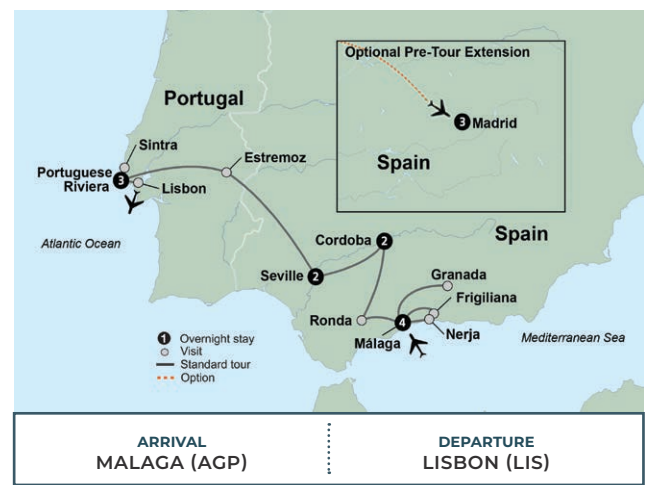 Optional Pre-Tour Extension
3 Madrid
Spain
Portugal
Sintra
Estremoz
Portuguese
Riviera
3
Lisbon
Atlantic Ocean
Cordoba
2
Spain
Seville
2
Granada
Frigiliana
Ronda
4
Málaga
Nerja
Mediterranean Sea
1 Overnight stay
Visit
Standard tour
Option
ARRIVAL
MALAGA (AGP)
DEPARTURE
LISBON (LIS)